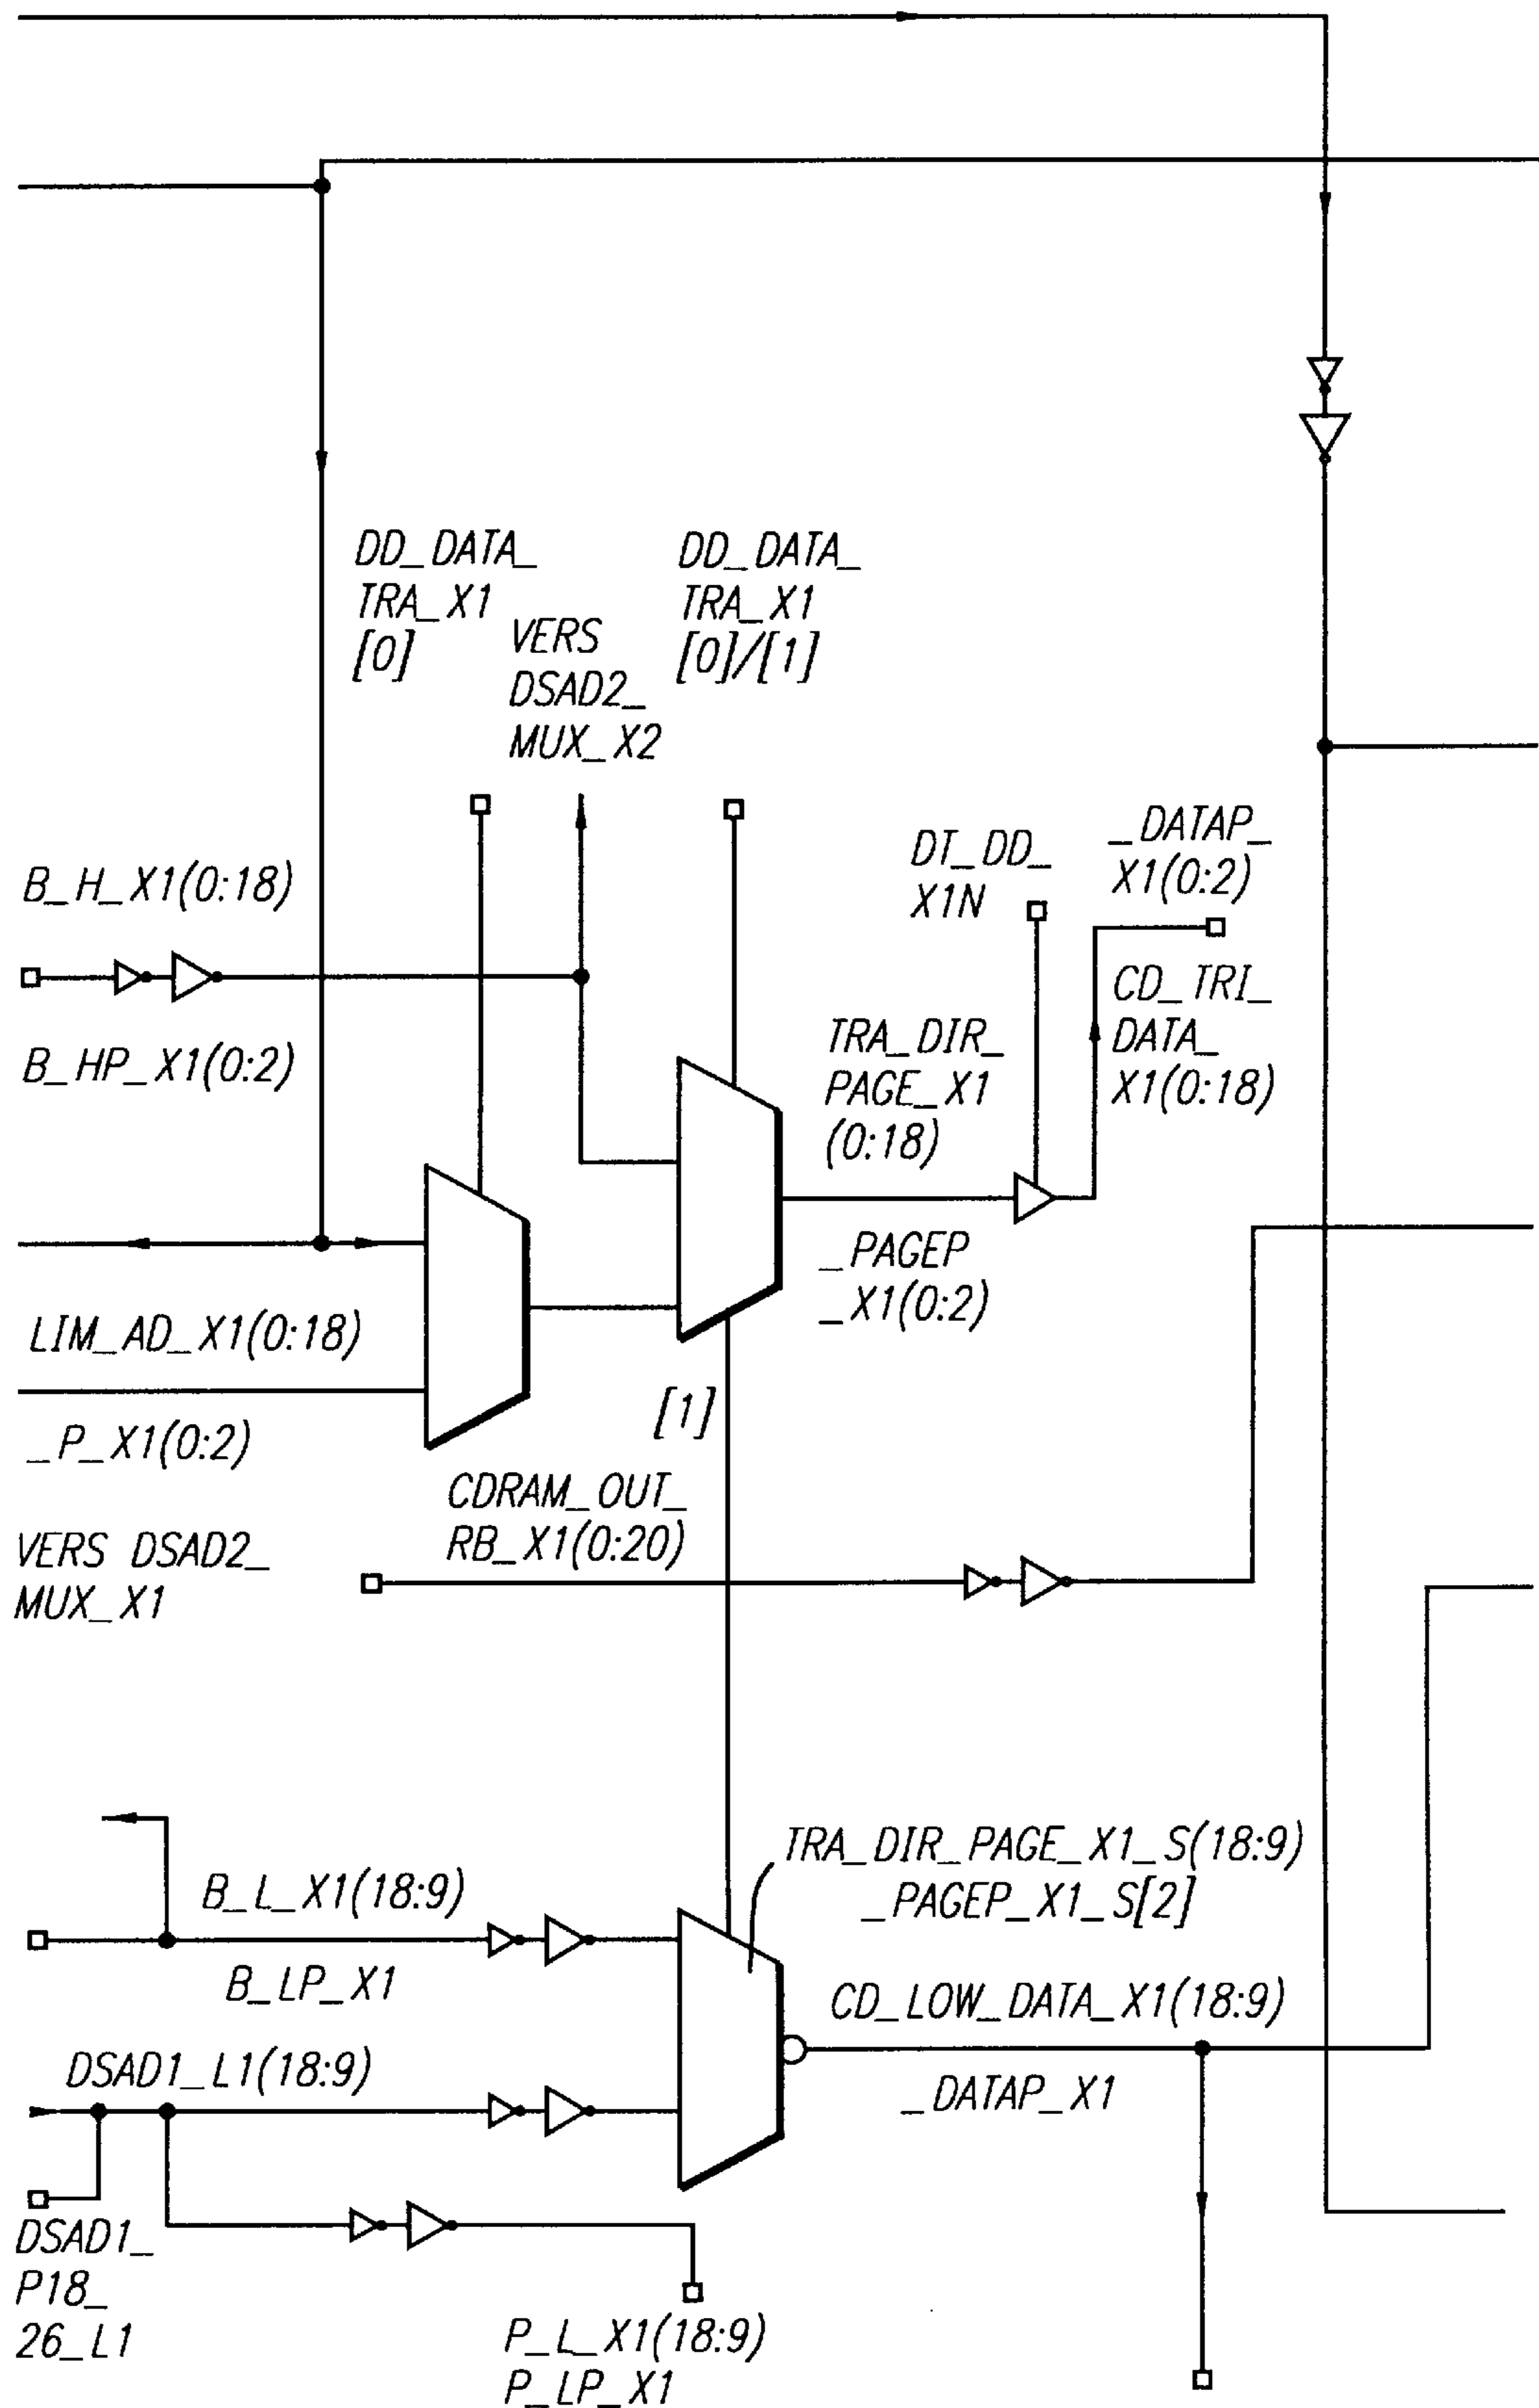 DD_DATA_
TRA_X1
[0]
VERS
DSAD2_
MUX_X2
DD_DATA_
TRA_X1
[0]/[1]
B_H_X1(0:18)
B_HP_X1(0:2)
DT_DD_
X1N
_DATAP_
X1(0:2)
CD_TRI_
DATA_
X1(0:18)
TRA_DIR_
PAGE_X1
(0:18)
_PAGEP
_X1(0:2)
LIM_AD_X1(0:18)
_P_X1(0:2)
[1]
CDRAM_OUT_
RB_X1(0:20)
VERS DSAD2_
MUX_X1
TRA_DIR_PAGE_X1_S(18:9)
_PAGEP_X1_S[2]
B_L_X1(18:9)
B_LP_X1
CD_LOW_DATA_X1(18:9)
_DATAP_X1
DSAD1_L1(18:9)
DSAD1_
P18_
26_L1
P_L_X1(18:9)
P_LP_X1